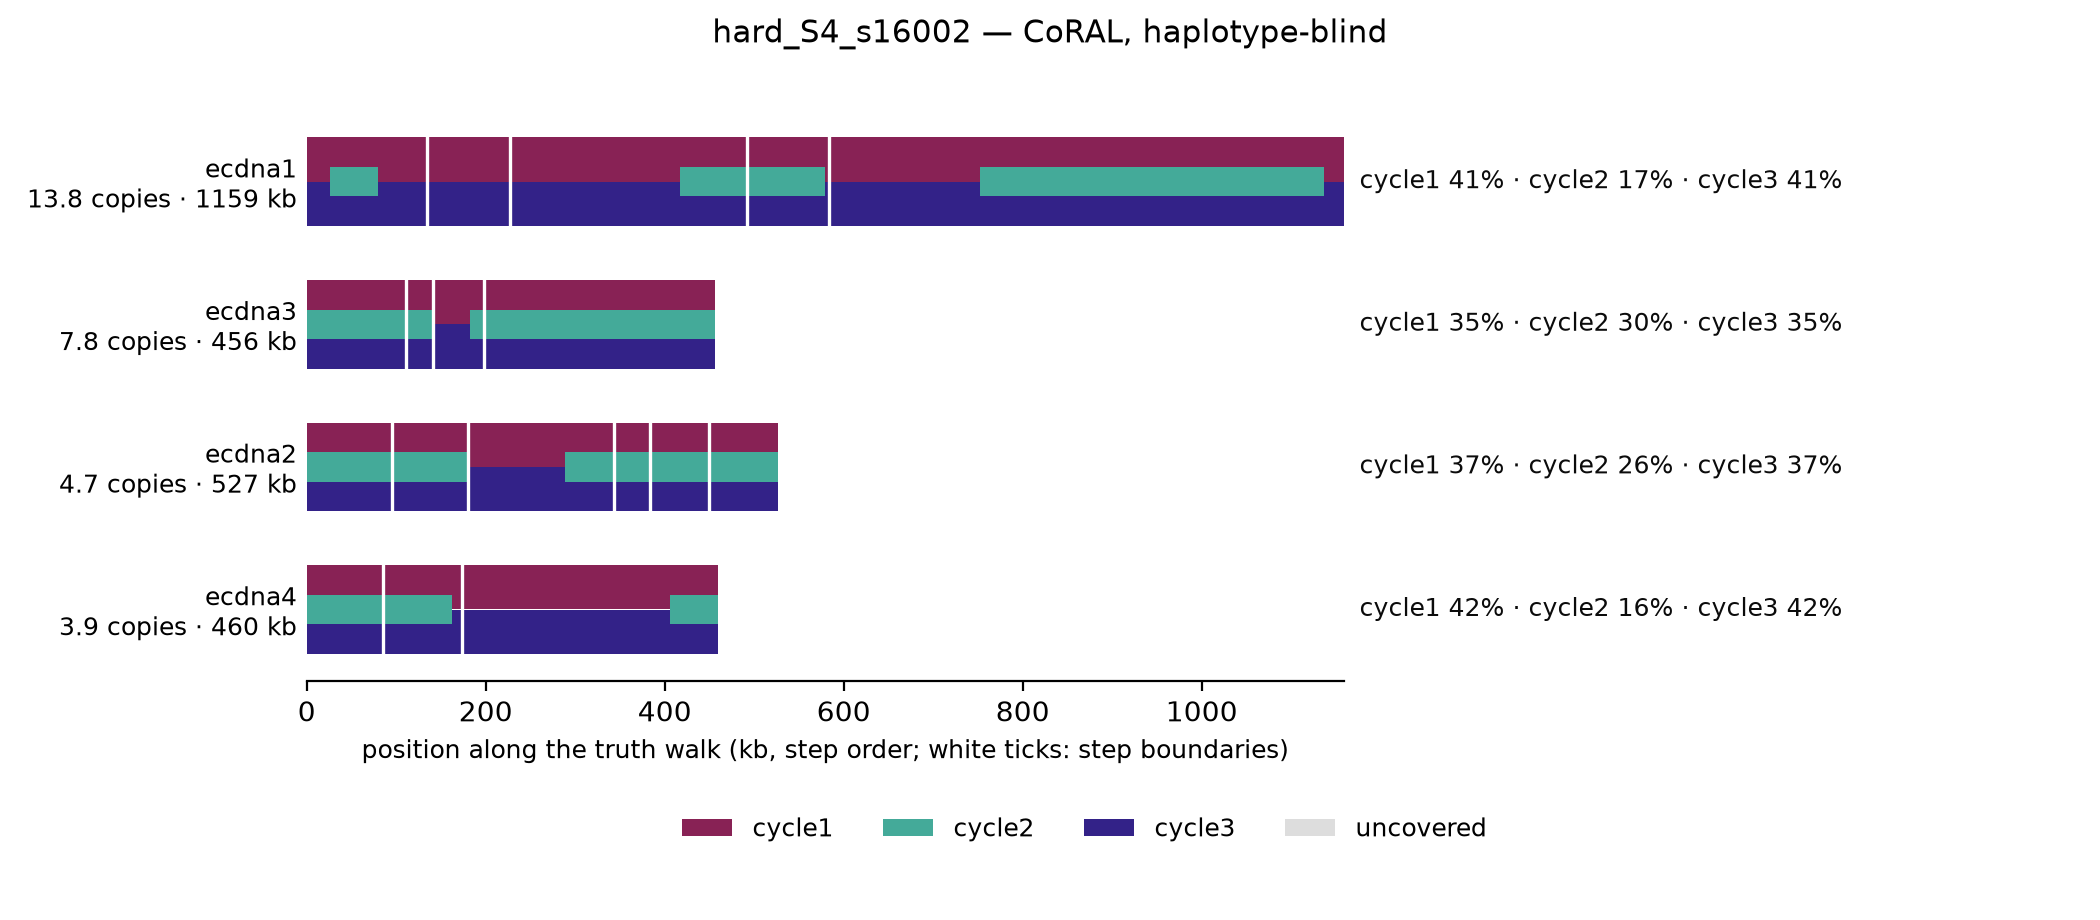 hard_S4_s16002 — CoRAL, haplotype-blind
ecdna1
13.8 copies · 1159 kb
cycle1 41% · cycle2 17% · cycle3 41%
ecdna3
7.8 copies · 456 kb
cycle1 35% · cycle2 30% · cycle3 35%
ecdna2
4.7 copies · 527 kb
cycle1 37% · cycle2 26% · cycle3 37%
ecdna4
3.9 copies · 460 kb
cycle1 42% · cycle2 16% · cycle3 42%
0 200 400 600 800 1000
position along the truth walk (kb, step order; white ticks: step boundaries)
cycle1 cycle2 cycle3 uncovered